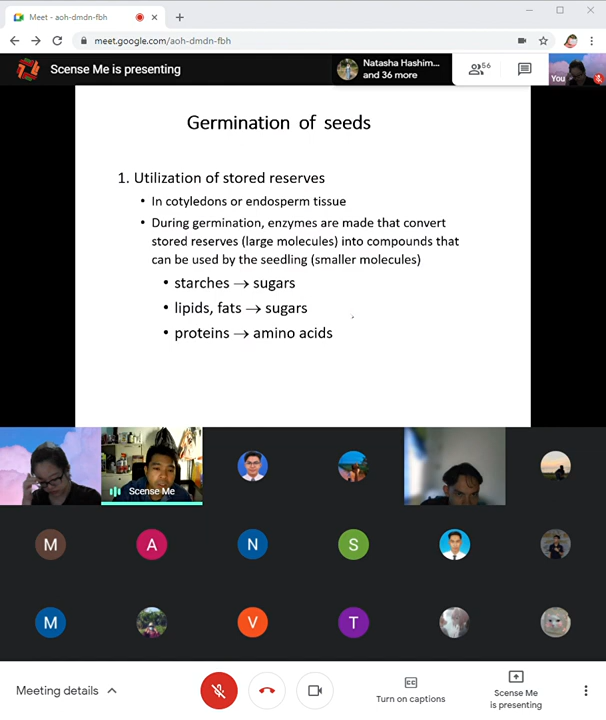 Meet - aoh-dmdn-fbh
meet.google.com/aoh-dmdn-fbh
Scense Me is presenting
Natasha Hashim...
and 36 more
56
You
Germination of seeds
1. Utilization of stored reserves
• In cotyledons or endosperm tissue
• During germination, enzymes are made that convert
stored reserves (large molecules) into compounds that
can be used by the seedling (smaller molecules)
• starches → sugars
• lipids, fats → sugars
• proteins → amino acids
Scense Me
M
A
N
S
M
V
T
Meeting details
CC
Turn on captions
Scense Me
is presenting